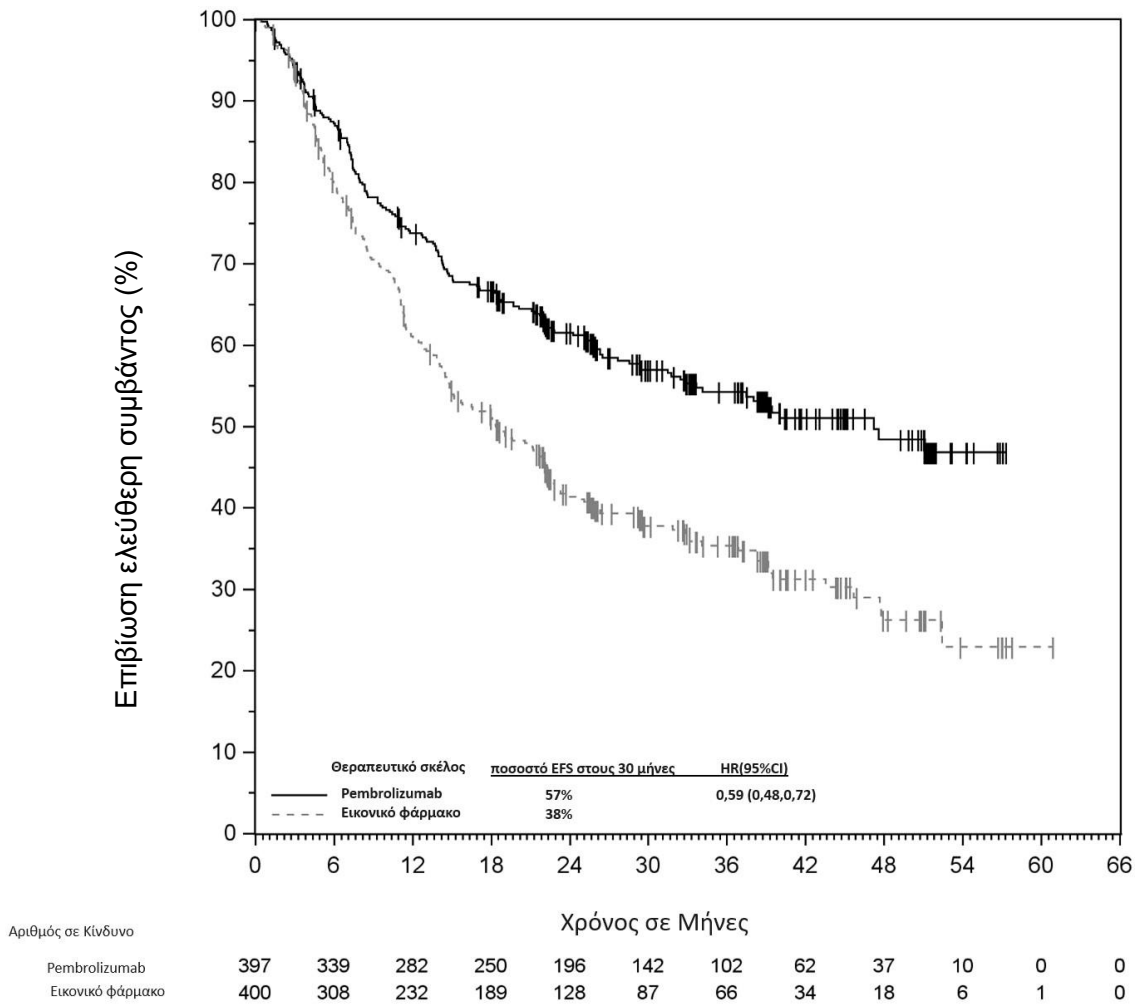 Επιβίωση ελεύθερη συμβάντος (%)
100
90
80
70
60
50
40
30
20
10
0
Θεραπευτικό σκέλος ποσοστό EFS στους 30 μήνες HR(95%CI)
Pembrolizumab 57% 0,59 (0,48,0,72)
Εικονικό φάρμακο 38%
0 6 12 18 24 30 36 42 48 54 60 66
Χρόνος σε Μήνες
Αριθμός σε Κίνδυνο
Pembrolizumab 397 339 282 250 196 142 102 62 37 10 0 0
Εικονικό φάρμακο 400 308 232 189 128 87 66 34 18 6 1 0